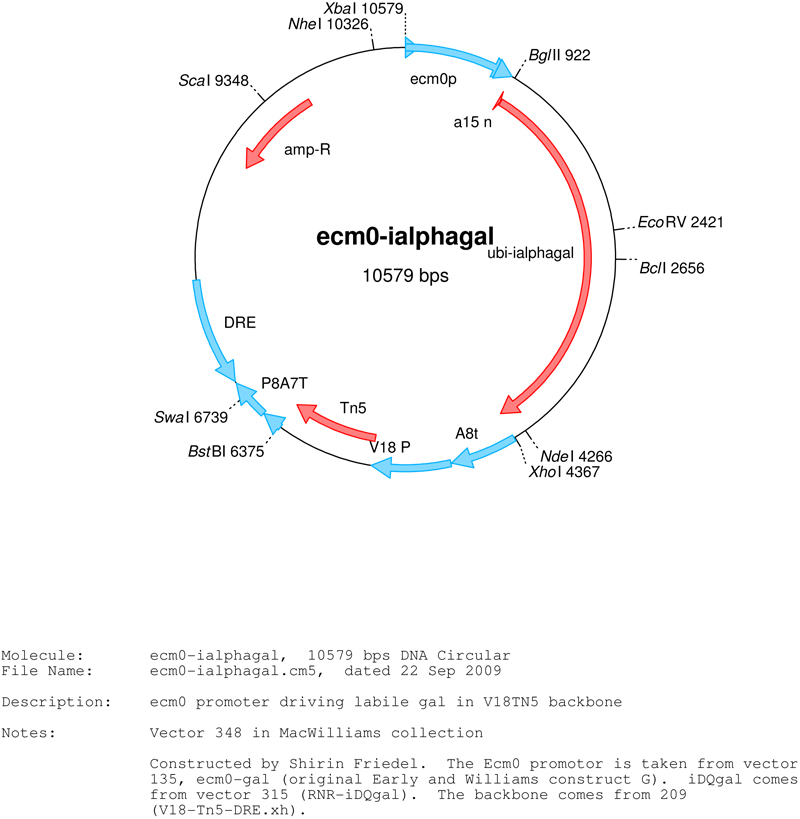 XbaI 10579
NheI 10326
BglII 922
ScaI 9348
ecm0p
a15 n
amp-R
EcoRV 2421
ecm0-ialphagal
ubi-ialphagal
10579 bps
BclI 2656
DRE
P8A7T
Tn5
SwaI 6739
A8t
V18 P
BstBI 6375
NdeI 4266
XhoI 4367
Molecule: ecm0-ialphagal, 10579 bps DNA Circular
File Name: ecm0-ialphagal.cm5, dated 22 Sep 2009
Description: ecm0 promoter driving labile gal in V18TN5 backbone
Notes: Vector 348 in MacWilliams collection
Constructed by Shirin Friedel. The Ecm0 promotor is taken from vector
135, ecm0-gal (original Early and Williams construct G). iDQgal comes
from vector 315 (RNR-iDQgal). The backbone comes from 209
(V18-Tn5-DRE.xh).